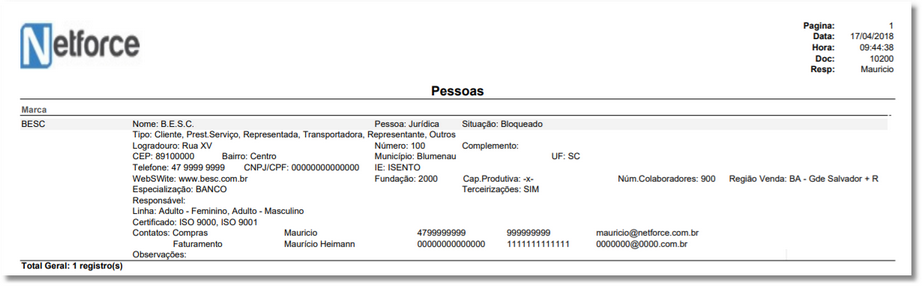 Netforce
Pagina: 1
Data: 17/04/2018
Hora: 09:44:38
Doc: 10200
Resp: Mauricio
Pessoas
Marca
BESC Nome: B.E.S.C. Pessoa: Jurídica Situação: Bloqueado
Tipo: Cliente, Prest.Serviço, Representada, Transportadora, Representante, Outros
Logradouro: Rua XV Número: 100 Complemento:
CEP: 89100000 Bairro: Centro Município: Blumenau UF: SC
Telefone: 47 9999 9999 CNPJ/CPF: 00000000000000 IE: ISENTO
WebSWite: www.besc.com.br Fundação: 2000 Cap.Produtiva: -x- Núm.Colaboradores: 900 Região Venda: BA - Gde Salvador + R
Especialização: BANCO Terceirizações: SIM
Responsável:
Linha: Adulto - Feminino, Adulto - Masculino
Certificado: ISO 9000, ISO 9001
Contatos: Compras Mauricio 4799999999 999999999 mauricio@netforce.com.br
Faturamento Maurício Heimann 00000000000000 1111111111111 0000000@0000.com.br
Observações:
Total Geral: 1 registro(s)